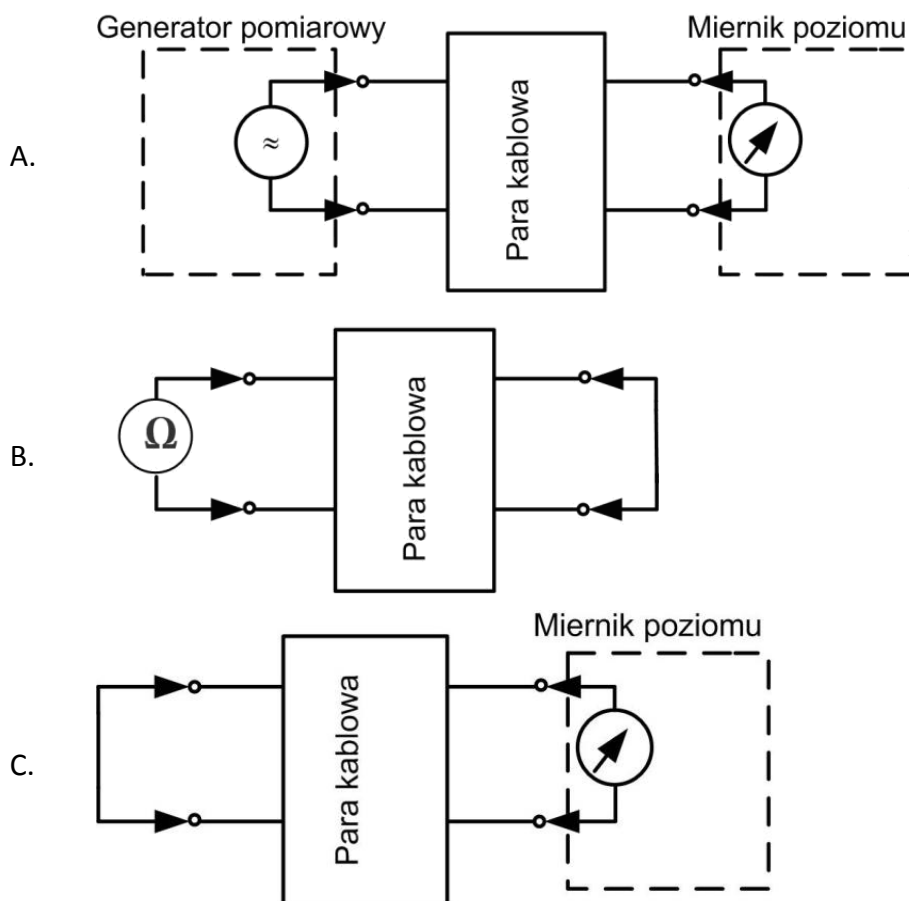 Generator pomiarowy
Miernik poziomu
A.
≈
Para kablowa
B.
Ω
Para kablowa
Miernik poziomu
C.
Para kablowa